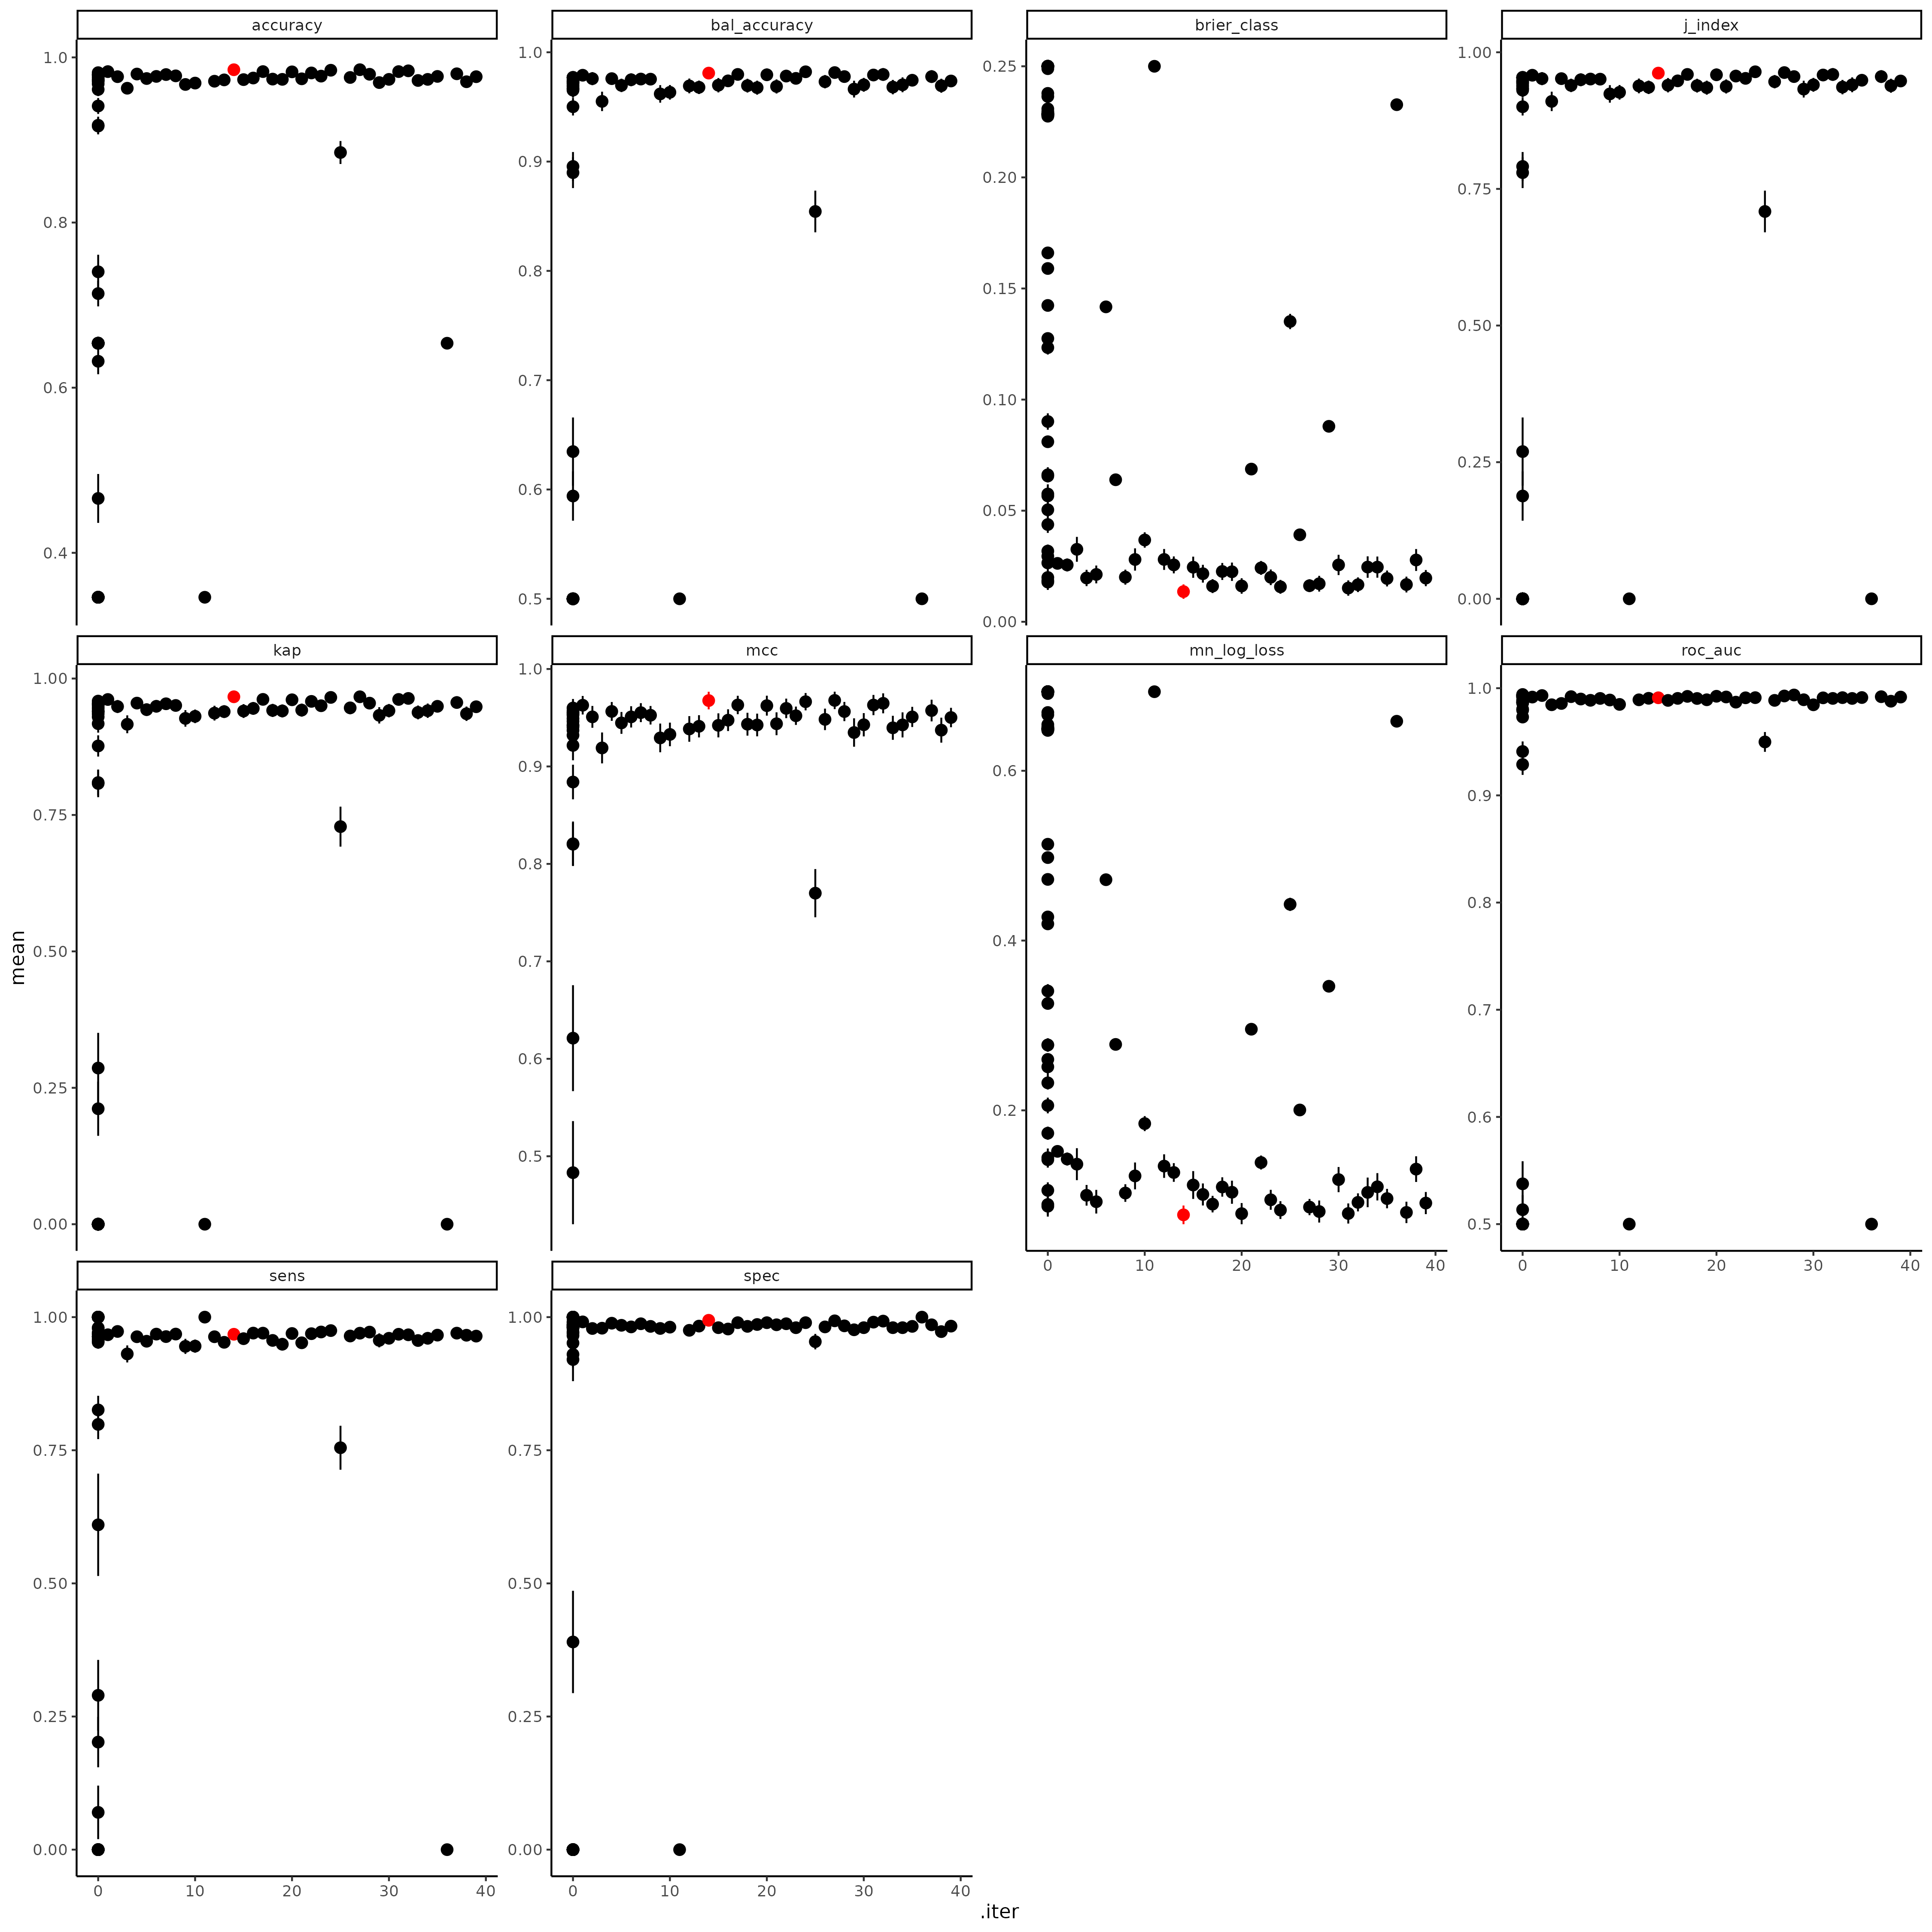 accuracy bal_accuracy brier_class j_index
1.0 0.8 0.6 0.4
1.0 0.9 0.8 0.7 0.6 0.5
0.25 0.20 0.15 0.10 0.05 0.00
1.00 0.75 0.50 0.25 0.00
kap mcc mn_log_loss roc_auc
1.00 0.75 0.50 0.25 0.00
1.0 0.9 0.8 0.7 0.6 0.5
0.6 0.4 0.2
1.0 0.9 0.8 0.7 0.6 0.5
mean
0 10 20 30 40 0 10 20 30 40
sens spec
1.00 0.75 0.50 0.25 0.00
1.00 0.75 0.50 0.25 0.00
0 10 20 30 40 0 10 20 30 40
.iter